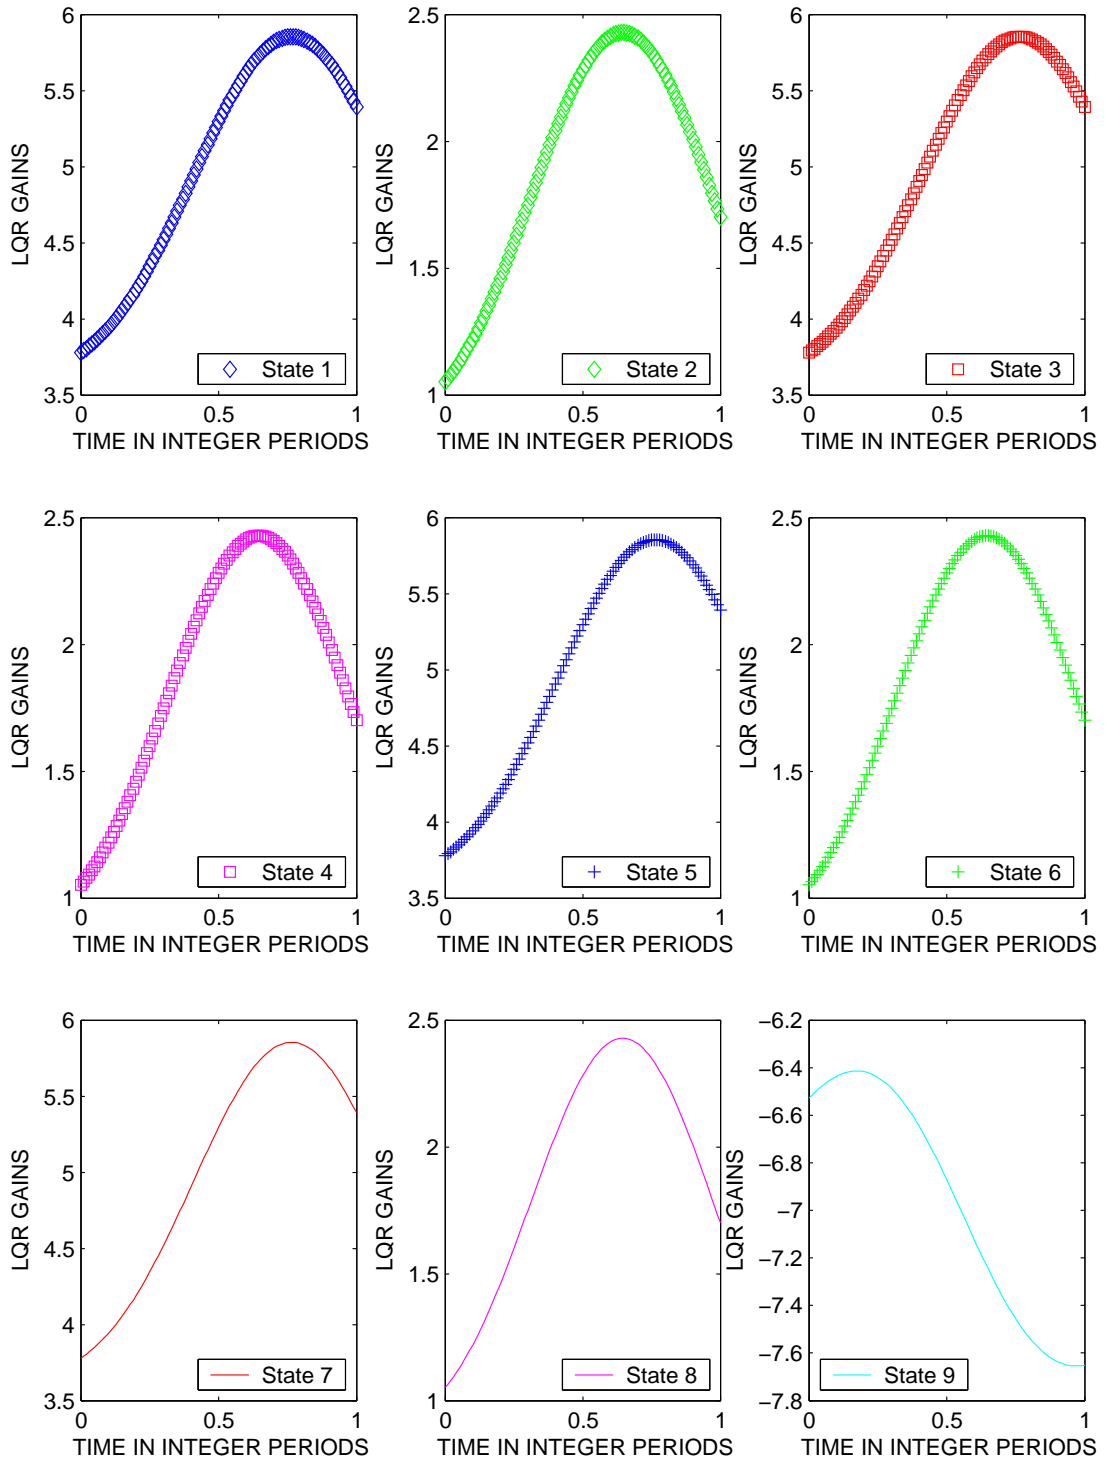 6
5.5
5
4.5
4
3.5
0
0.5
1
LQR GAINS
TIME IN INTEGER PERIODS
State 1
2.5
2
1.5
1
0
0.5
1
LQR GAINS
TIME IN INTEGER PERIODS
State 2
6
5.5
5
4.5
4
3.5
0
0.5
1
LQR GAINS
TIME IN INTEGER PERIODS
State 3
2.5
2
1.5
1
0
0.5
1
LQR GAINS
TIME IN INTEGER PERIODS
State 4
6
5.5
5
4.5
4
3.5
0
0.5
1
LQR GAINS
TIME IN INTEGER PERIODS
State 5
2.5
2
1.5
1
0
0.5
1
LQR GAINS
TIME IN INTEGER PERIODS
State 6
6
5.5
5
4.5
4
3.5
0
0.5
1
LQR GAINS
TIME IN INTEGER PERIODS
State 7
2.5
2
1.5
1
0
0.5
1
LQR GAINS
TIME IN INTEGER PERIODS
State 8
−6.2
−6.4
−6.6
−6.8
−7
−7.2
−7.4
−7.6
−7.8
0
0.5
1
LQR GAINS
TIME IN INTEGER PERIODS
State 9